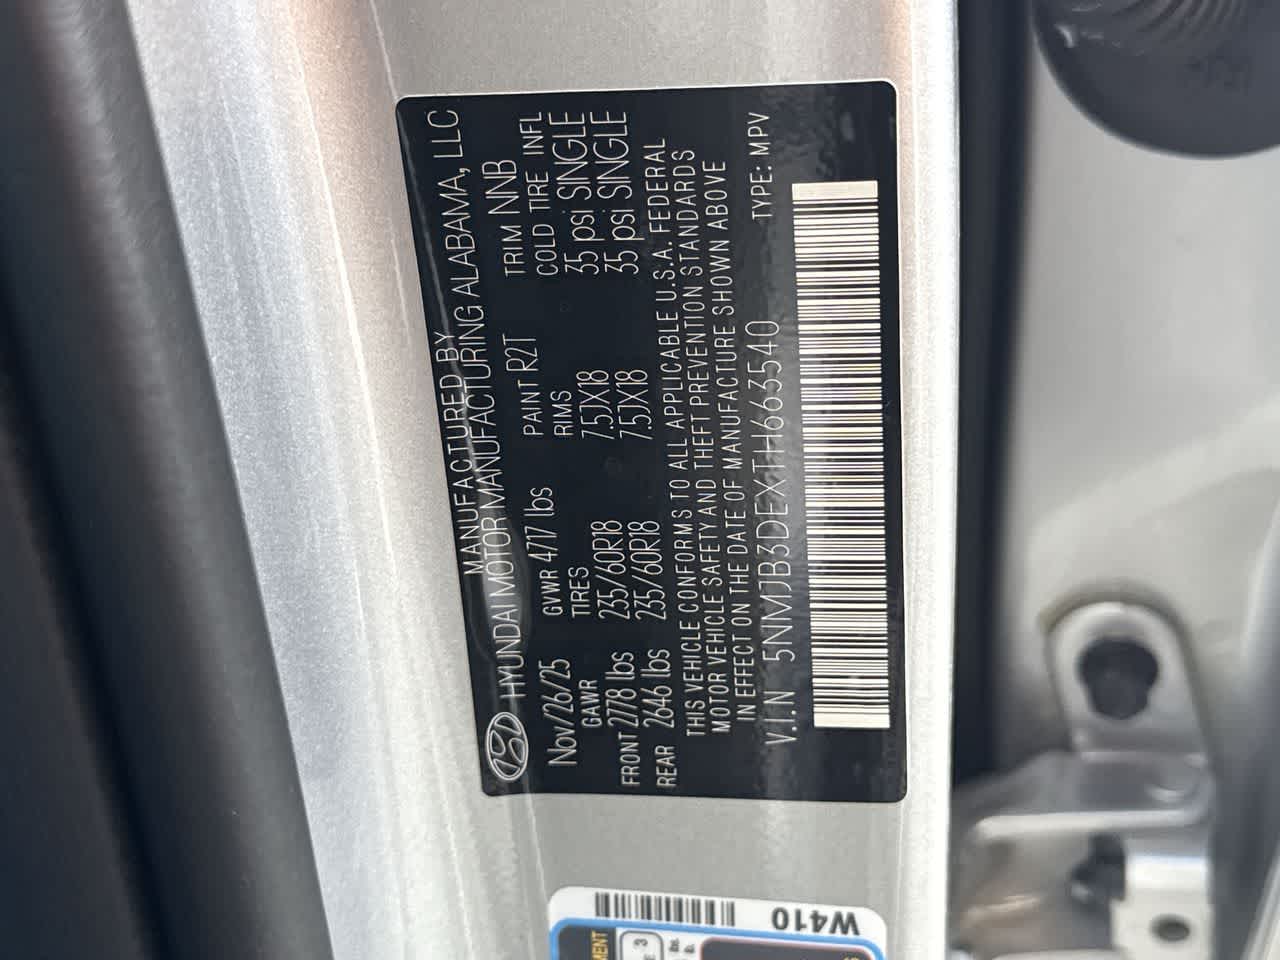 MANUFACTURED BY
HYUNDAI MOTOR MANUFACTURING ALABAMA, LLC
Nov/26/25 GVWR 4717 lbs PAINT R2T TRIM NNB
GAWR TIRES RIMS COLD TIRE INFL
FRONT 2778 lbs 235/60R18 7.5JX18 35 psi SINGLE
REAR 2646 lbs 235/60R18 7.5JX18 35 psi SINGLE
THIS VEHICLE CONFORMS TO ALL APPLICABLE U.S.A. FEDERAL
MOTOR VEHICLE SAFETY AND THEFT PREVENTION STANDARDS
IN EFFECT ON THE DATE OF MANUFACTURE SHOWN ABOVE
V.I.N 5NMJB3DEXTH663540 TYPE: MPV
W410